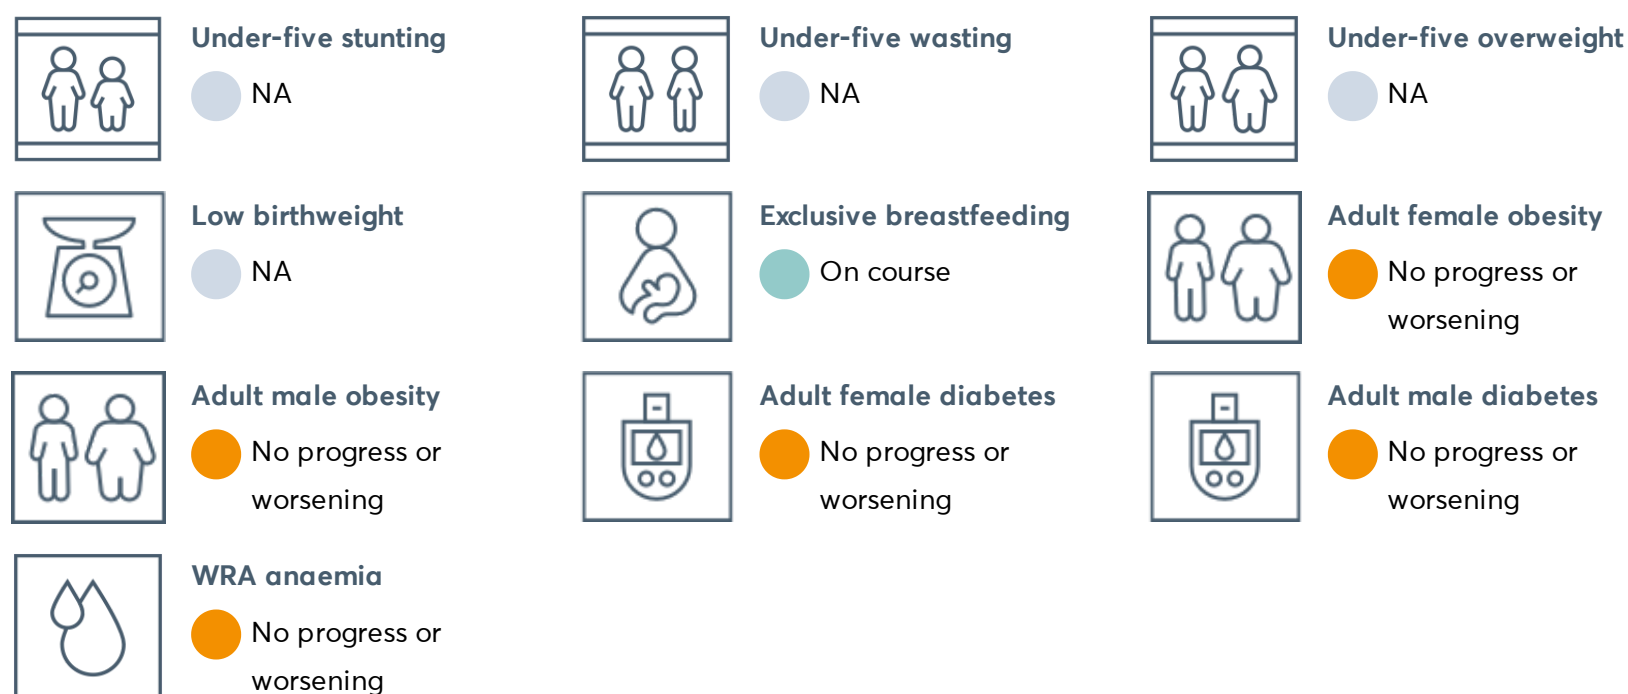 Under-five stunting
NA
Under-five wasting
NA
Under-five overweight
NA
Low birthweight
NA
Exclusive breastfeeding
On course
Adult female obesity
No progress or
worsening
Adult male obesity
No progress or
worsening
Adult female diabetes
No progress or
worsening
Adult male diabetes
No progress or
worsening
WRA anaemia
No progress or
worsening